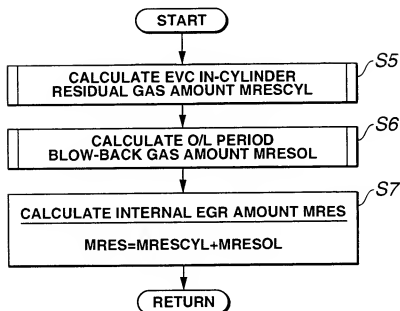 START
S5
CALCULATE EVC IN-CYLINDER
RESIDUAL GAS AMOUNT MRESCYL
S6
CALCULATE O/L PERIOD
BLOW-BACK GAS AMOUNT MRESOL
S7
CALCULATE INTERNAL EGR AMOUNT MRES
MRES=MRESCYL+MRESOL
RETURN